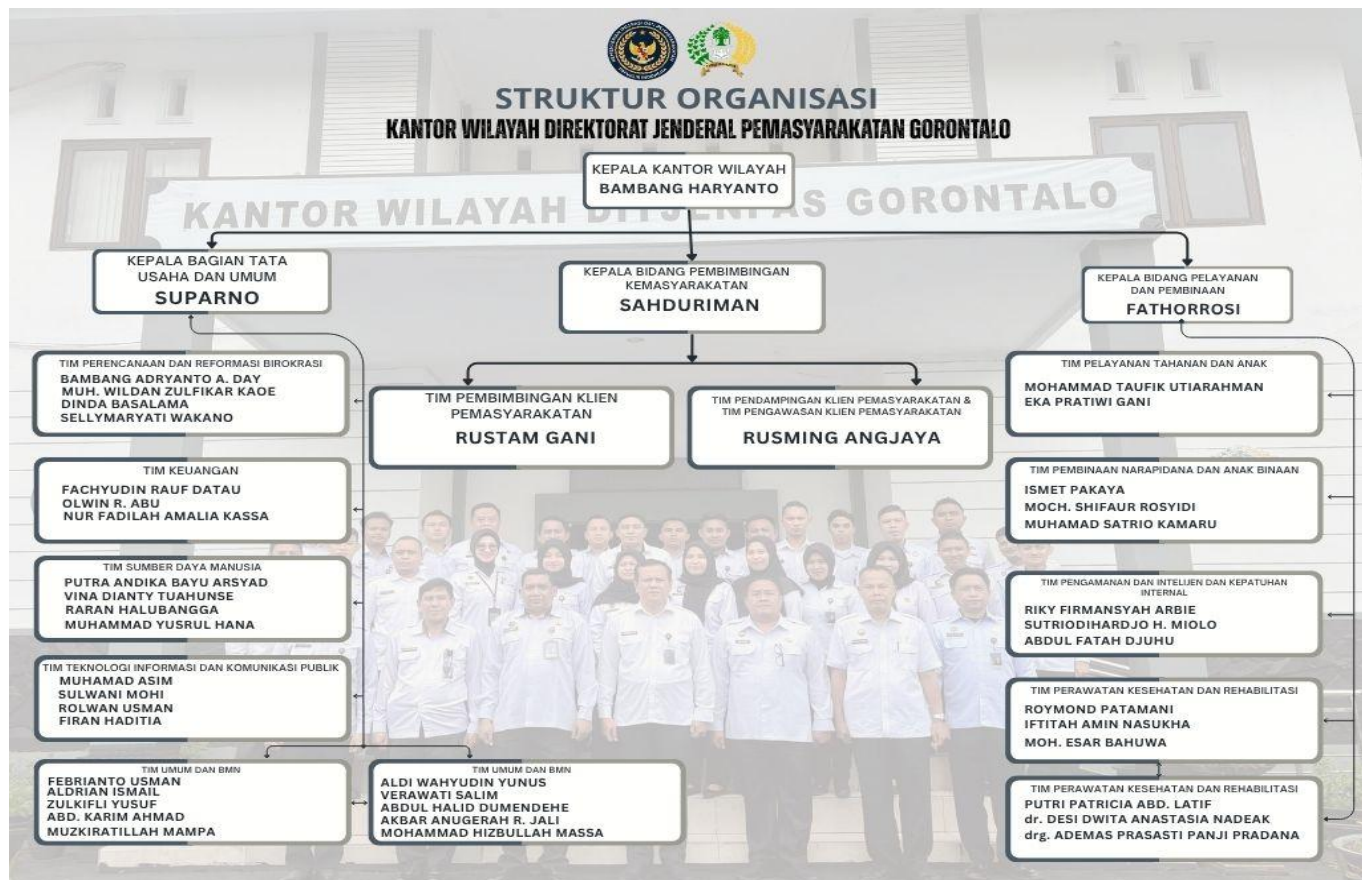 STRUKTUR ORGANISASI
KANTOR WILAYAH DIREKTORAT JENDERAL PEMASYARAKATAN GORONTALO
KEPALA KANTOR WILAYAH
BAMBANG HARYANTO
KANTOR WILAYAH DITJENPAS GORONTALO
KEPALA BAGIAN TATA
USAHA DAN UMUM
SUPARNO
TIM PERENCANAAN DAN REFORMASI BIROKRASI
BAMBANG ADRYANTO A. DAY
MUH. WILDAN ZULFIKAR KAOE
DINDA BASALAMA
SELLYMARYATI WAKANO
TIM KEUANGAN
FACHYUDIN RAUF DATAU
OLWIN R. ABU
NUR FADILAH AMALIA KASSA
TIM SUMBER DAYA MANUSIA
PUTRA ANDIKA BAYU ARSYAD
VINA DIANTY TUAHUNSE
RARAN HALUBANGGA
MUHAMMAD YUSRUL HANA
TIM TEKNOLOGI INFORMASI DAN KOMUNIKASI PUBLIK
MUHAMAD ASIM
SULWANI MOHI
ROLWAN USMAN
FIRAN HADITIA
TIM UMUM DAN BMN
FEBRIANTO USMAN
ALDRIAN ISMAIL
ZULKIFLI YUSUF
ABD. KARIM AHMAD
MUZKIRATILLAH MAMPA
TIM UMUM DAN BMN
ALDI WAHYUDIN YUNUS
VERAWATI SALIM
ABDUL HALID DUMENDEHE
AKBAR ANUGERAH R. JALI
MOHAMMAD HIZBULLAH MASSA
KEPALA BIDANG PEMBIMBINGAN
KEMASYARAKATAN
SAHDURIMAN
TIM PEMBIMBINGAN KLIEN
PEMASYARAKATAN
RUSTAM GANI
TIM PENDAMPINGAN KLIEN PEMASYARAKATAN &
TIM PENGAWASAN KLIEN PEMASYARAKATAN
RUSMING ANGJAYA
KEPALA BIDANG PELAYANAN
DAN PEMBINAAN
FATHORROSI
TIM PELAYANAN TAHANAN DAN ANAK
MOHAMMAD TAUFIK UTIARAHMAN
EKA PRATIWI GANI
TIM PEMBINAAN NARAPIDANA DAN ANAK BINAAN
ISMET PAKAYA
MOCH. SHIFAUR ROSYIDI
MUHAMAD SATRIO KAMARU
TIM PENGAMANAN DAN INTELIJEN DAN KEPATUHAN
INTERNAL
RIKY FIRMANSYAH ARBIE
SUTRIODIHARDJO H. MIOLO
ABDUL FATAH DJUHU
TIM PERAWATAN KESEHATAN DAN REHABILITASI
ROYMOND PATAMANI
IFTITAH AMIN NASUKHA
MOH. ESAR BAHUWA
TIM PERAWATAN KESEHATAN DAN REHABILITASI
PUTRI PATRICIA ABD. LATIF
dr. DESI DWITA ANASTASIA NADEAK
drg. ADEMAS PRASASTI PANJI PRADANA